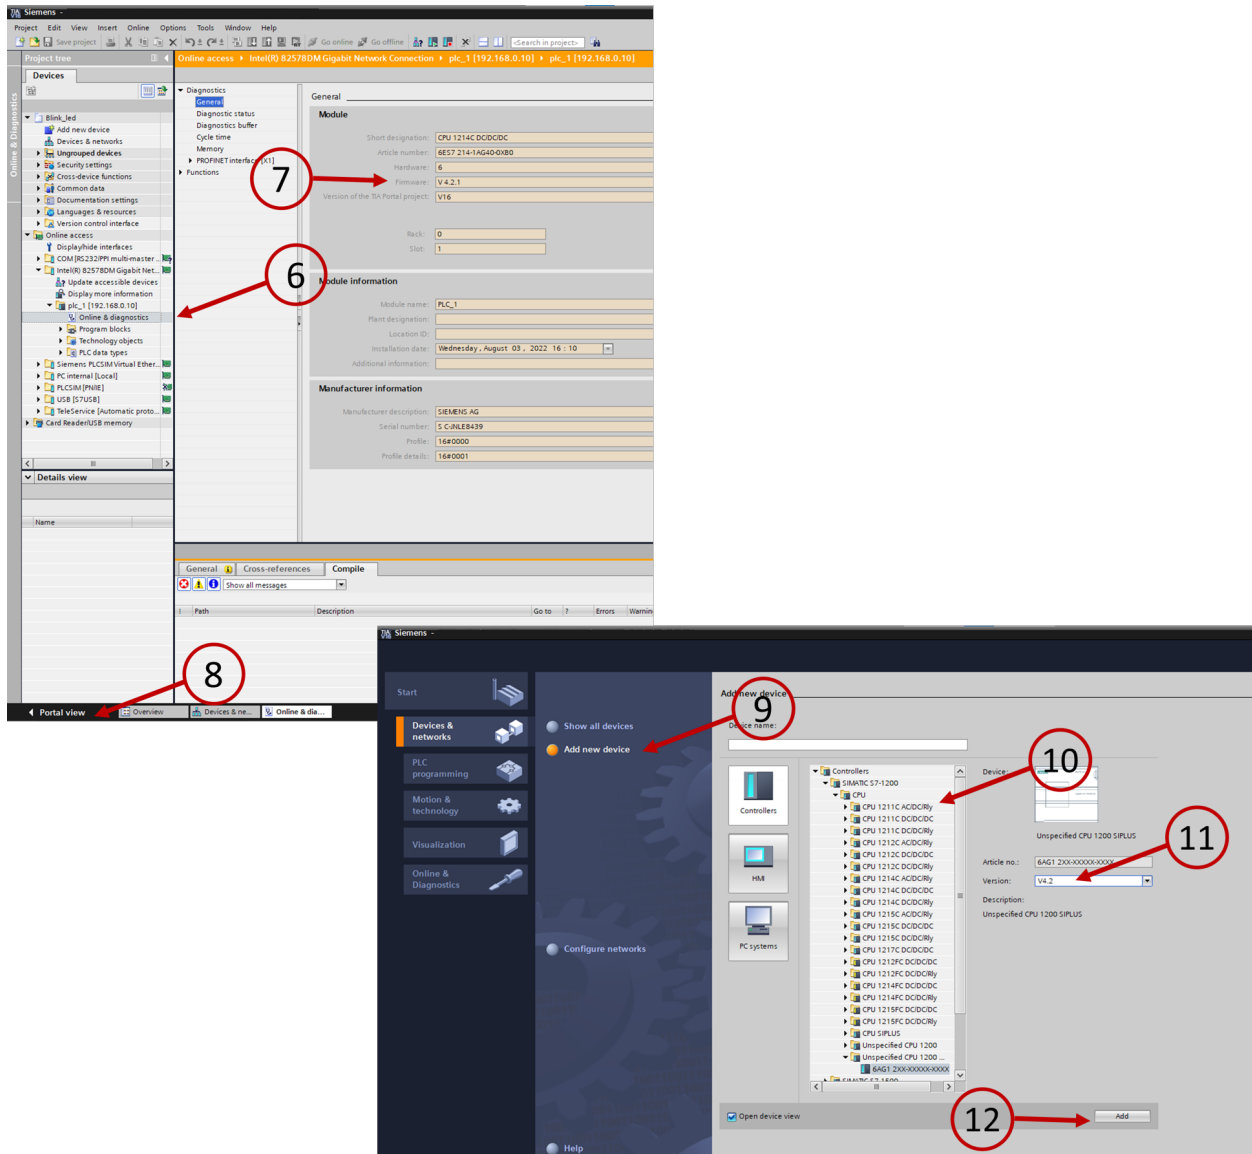 Siemens -
Project Edit View Insert Online Options Tools Window Help
Save project Go online Go offline <Search in project>
Project tree
Online access Intel(R) 82578DM Gigabit Network Connection plc_1 [192.168.0.10] plc_1 [192.168.0.10]
Devices
Online & Diagnostics
Blink_led
Add new device
Devices & networks
Ungrouped devices
Security settings
Cross-device functions
Common data
Documentation settings
Languages & resources
Version control interface
Online access
Display/hide interfaces
COM [RS232/PPI multi-master ...
Intel(R) 82578DM Gigabit Net...
Update accessible devices
Display more information
plc_1 [192.168.0.10]
Online & diagnostics
Program blocks
Technology objects
PLC data types
Siemens PLCSIM Virtual Ether...
PC internal [Local]
PLCSIM [PN/IE]
USB [S7USB]
TeleService [Automatic proto...
Card Reader/USB memory
Details view
Name
Diagnostics
General
Diagnostic status
Diagnostics buffer
Cycle time
Memory
PROFINET interface [X1]
Functions
General
Module
Short designation: CPU 1214C DC/DC/DC
Article number: 6ES7 214-1AG40-0XB0
Hardware: 6
Firmware: V 4.2.1
Version of the TIA Portal project: V16
Rack: 0
Slot: 1
Module information
Module name: PLC_1
Plant designation:
Location ID:
Installation date: Wednesday, August 03, 2022 16 : 10
Additional information:
Manufacturer information
Manufacturer description: SIEMENS AG
Serial number: S C-JNLE8439
Profile: 16#0000
Profile details: 16#0001
7
6
General Cross-references Compile
Show all messages
! Path Description Go to ? Errors Warnin
8
Portal view Overview Devices & ne... Online & dia...
Siemens -
Start
Devices & networks
PLC programming
Motion & technology
Visualization
Online & Diagnostics
Show all devices
Add new device
Configure networks
Help
9
Add new device
Device name:
Controllers
HMI
PC systems
Controllers
SIMATIC S7-1200
CPU
CPU 1211C AC/DC/Rly
CPU 1211C DC/DC/DC
CPU 1211C DC/DC/Rly
CPU 1212C AC/DC/Rly
CPU 1212C DC/DC/DC
CPU 1212C DC/DC/Rly
CPU 1214C AC/DC/Rly
CPU 1214C DC/DC/DC
CPU 1214C DC/DC/Rly
CPU 1215C AC/DC/Rly
CPU 1215C DC/DC/DC
CPU 1215C DC/DC/Rly
CPU 1217C DC/DC/DC
CPU 1212FC DC/DC/DC
CPU 1212FC DC/DC/Rly
CPU 1214FC DC/DC/DC
CPU 1214FC DC/DC/Rly
CPU 1215FC DC/DC/DC
CPU 1215FC DC/DC/Rly
CPU SIPLUS
Unspecified CPU 1200
Unspecified CPU 1200 ...
6AG1 2XX-XXXXX-XXXX
SIMATIC S7-1500
10
Device:
Unspecified CPU 1200 SIPLUS
11
Article no.: 6AG1 2XX-XXXXX-XXXX
Version: V4.2
Description:
Unspecified CPU 1200 SIPLUS
Open device view
12
Add